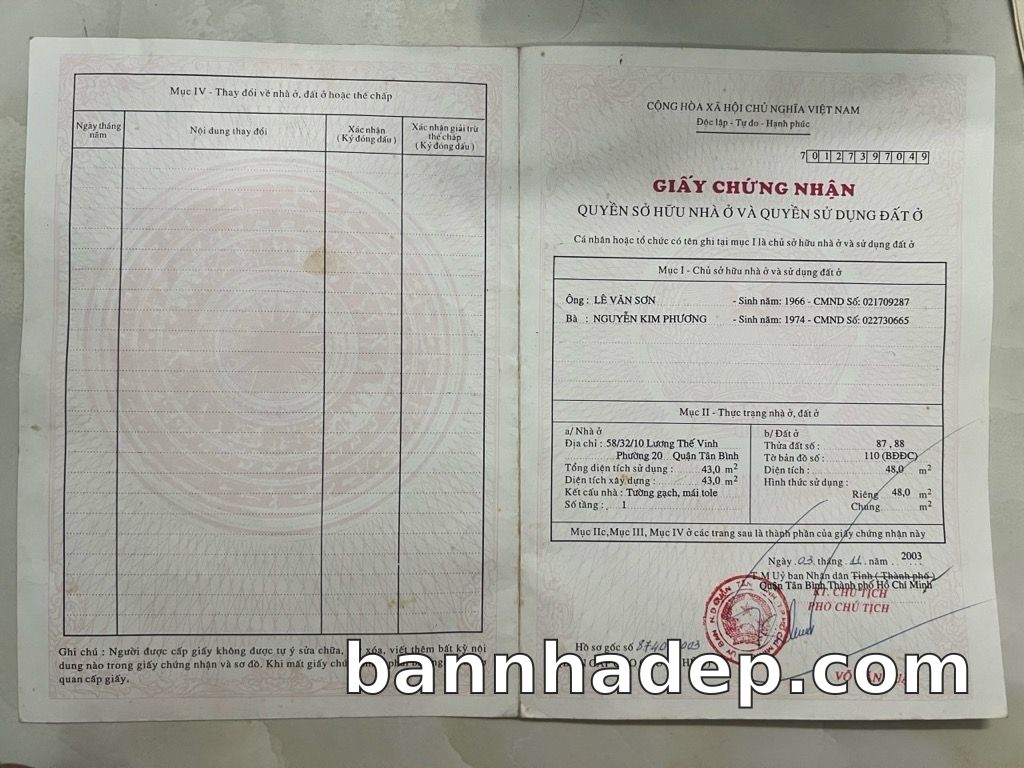 Mục IV - Thay đổi về nhà ở, đất ở hoặc thế chấp
Ngày tháng năm
Nội dung thay đổi
Xác nhận
( Ký đóng dấu )
Xác nhận giải trừ
thế chấp
( Ký đóng dấu )
Ghi chú : Người được cấp giấy không được tự ý sửa chữa, xóa, viết thêm bất kỳ nội
dung nào trong giấy chứng nhận và sơ đồ. Khi mất giấy
quan cấp giấy.
CỘNG HÒA XÃ HỘI CHỦ NGHĨA VIỆT NAM
Độc lập - Tự do - Hạnh phúc
7 0 1 2 7 3 9 7 0 4 9
GIẤY CHỨNG NHẬN
QUYỀN SỞ HỮU NHÀ Ở VÀ QUYỀN SỬ DỤNG ĐẤT Ở
Cá nhân hoặc tổ chức có tên ghi tại mục I là chủ sở hữu nhà ở và sử dụng đất ở
Mục I - Chủ sở hữu nhà ở và sử dụng đất ở
Ông : LÊ VĂN SƠN - Sinh năm: 1966 - CMND Số: 021709287
Bà : NGUYỄN KIM PHƯƠNG - Sinh năm: 1974 - CMND Số: 022730665
Mục II - Thực trạng nhà ở, đất ở
a/ Nhà ở
Địa chỉ : 58/32/10 Lương Thế Vinh
Phường 20 Quận Tân Bình
Tổng diện tích sử dụng : 43,0 m²
Diện tích xây dựng : 43,0 m²
Kết cấu nhà : Tường gạch, mái tole
Số tầng : 1
b/ Đất ở
Thửa đất số : 87 , 88
Tờ bản đồ số : 110 (BĐĐC)
Diện tích : 48,0 m²
Hình thức sử dụng :
Riêng 48,0 m²
Chung m²
Mục IIc,Mục III, Mục IV ở các trang sau là thành phần của giấy chứng nhận này
Ngày 03 tháng 11 năm 2003
T.M Uỷ ban Nhân dân Tỉnh ( Thành phố )
Quận Tân Bình Thành phố Hồ Chí Minh
KT. CHỦ TỊCH
PHÓ CHỦ TỊCH
Hồ sơ gốc số
bannhadep.com